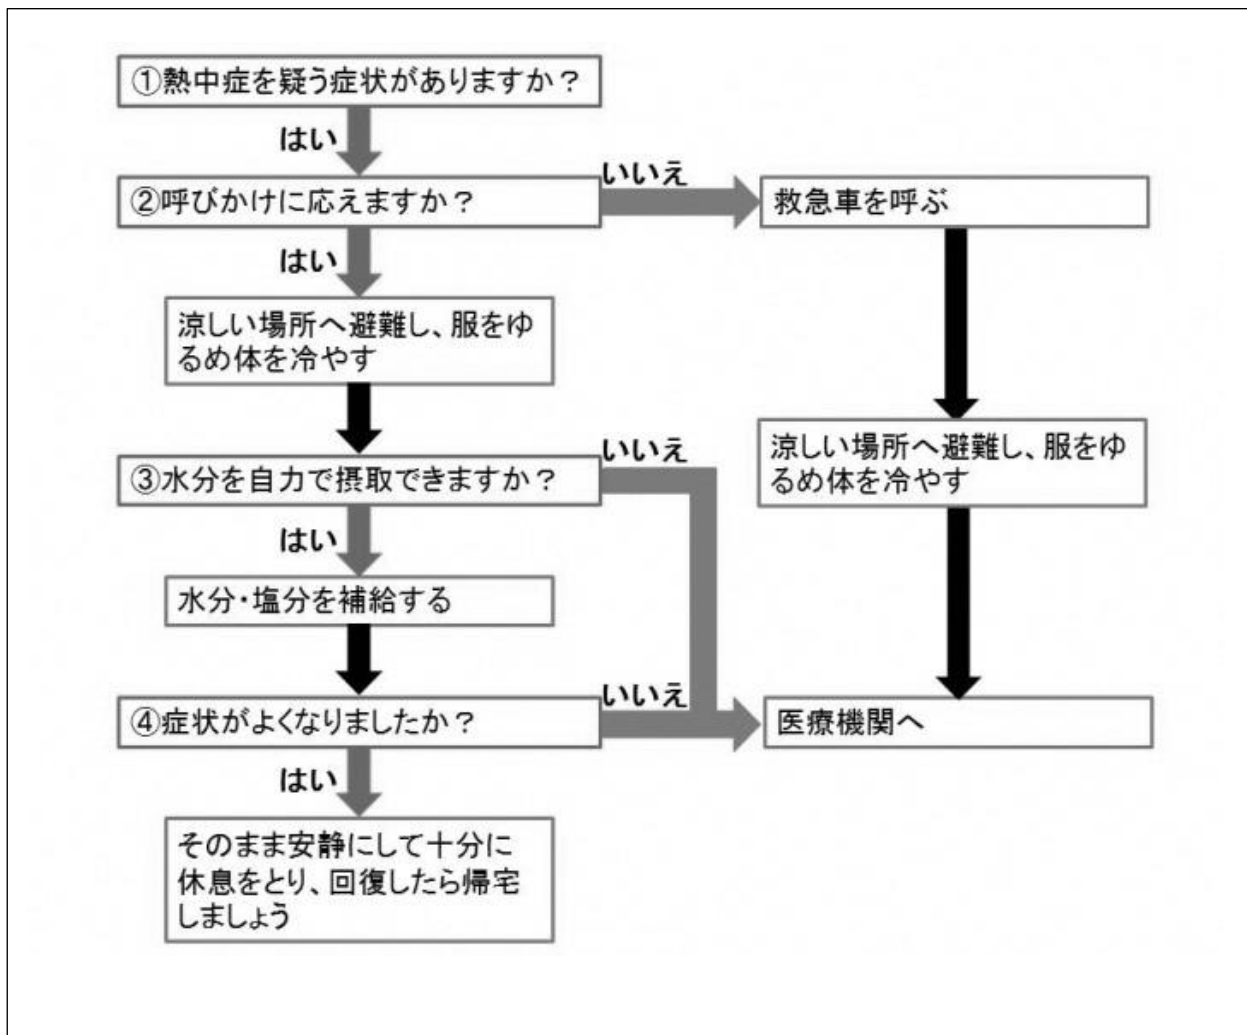 ①熱中症を疑う症状がありますか？
はい
②呼びかけに応えますか？
いいえ
救急車を呼ぶ
はい
涼しい場所へ避難し、服をゆ
るめ体を冷やす
涼しい場所へ避難し、服をゆ
るめ体を冷やす
③水分を自力で摂取できますか？
いいえ
はい
水分・塩分を補給する
④症状がよくなりましたか？
いいえ
医療機関へ
はい
そのまま安静にして十分に
休息をとり、回復したら帰宅
しましょう